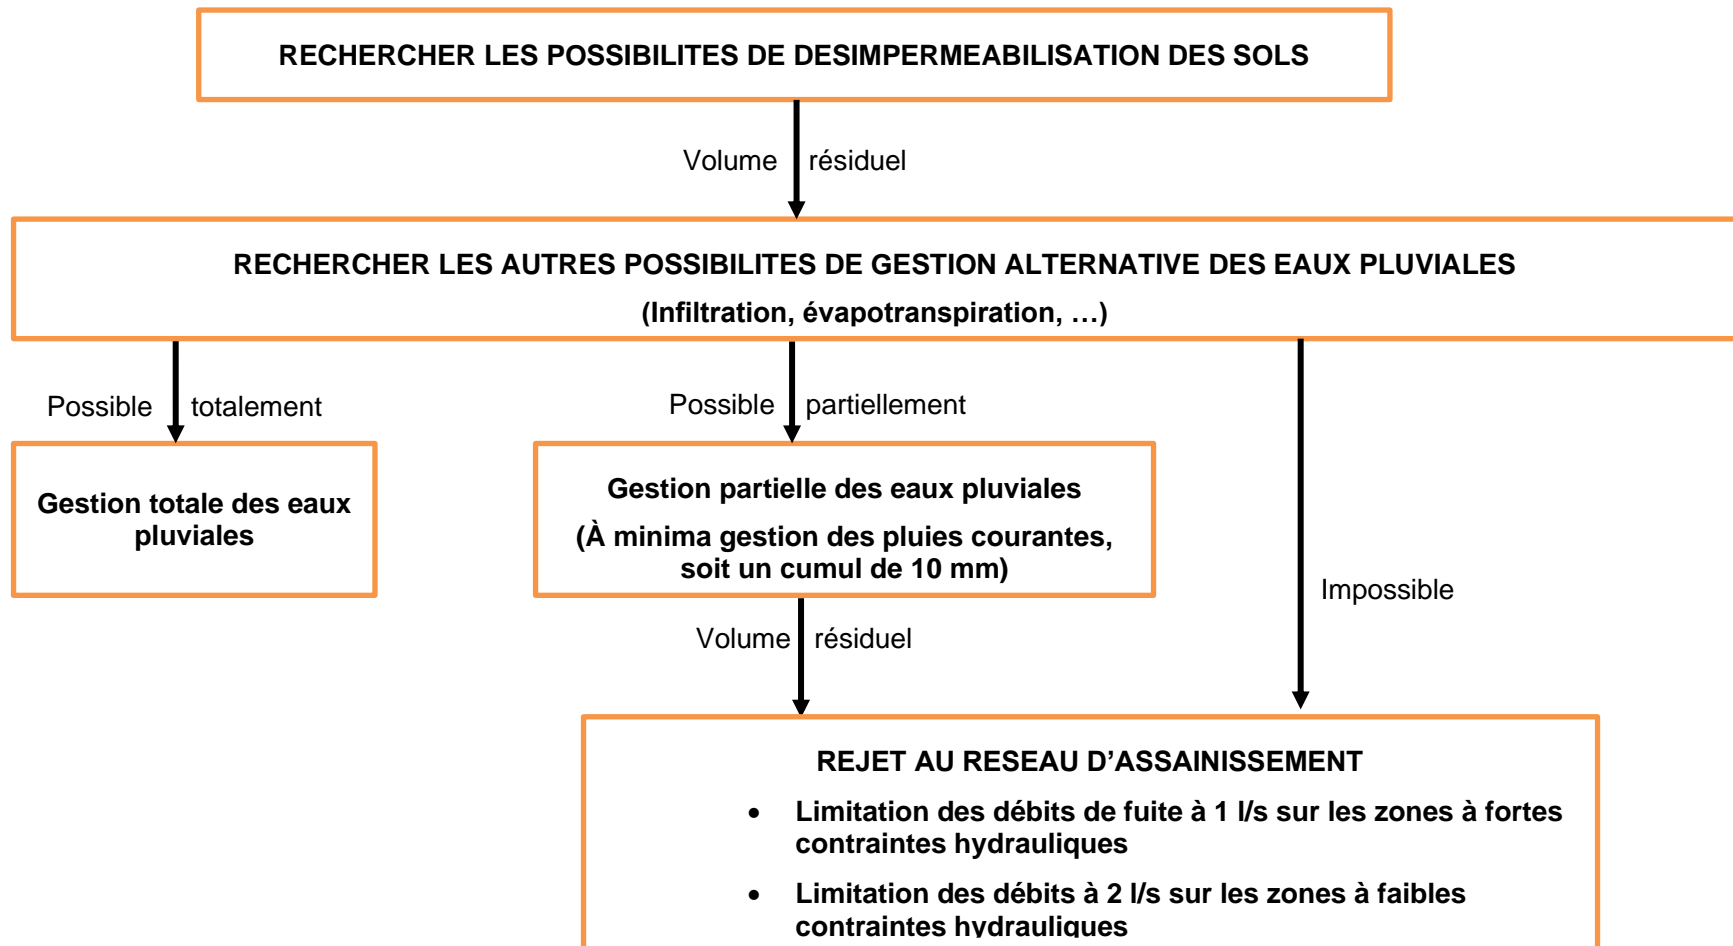 RECHERCHER LES POSSIBILITES DE DESIMPERMEABILISATION DES SOLS
Volume résiduel
RECHERCHER LES AUTRES POSSIBILITES DE GESTION ALTERNATIVE DES EAUX PLUVIALES
(Infiltration, évapotranspiration, …)
Possible totalement
Possible partiellement
Gestion totale des eaux
pluviales
Gestion partielle des eaux pluviales
(À minima gestion des pluies courantes,
soit un cumul de 10 mm)
Impossible
Volume résiduel
REJET AU RESEAU D’ASSAINISSEMENT
• Limitation des débits de fuite à 1 l/s sur les zones à fortes
contraintes hydrauliques
• Limitation des débits à 2 l/s sur les zones à faibles
contraintes hydrauliques